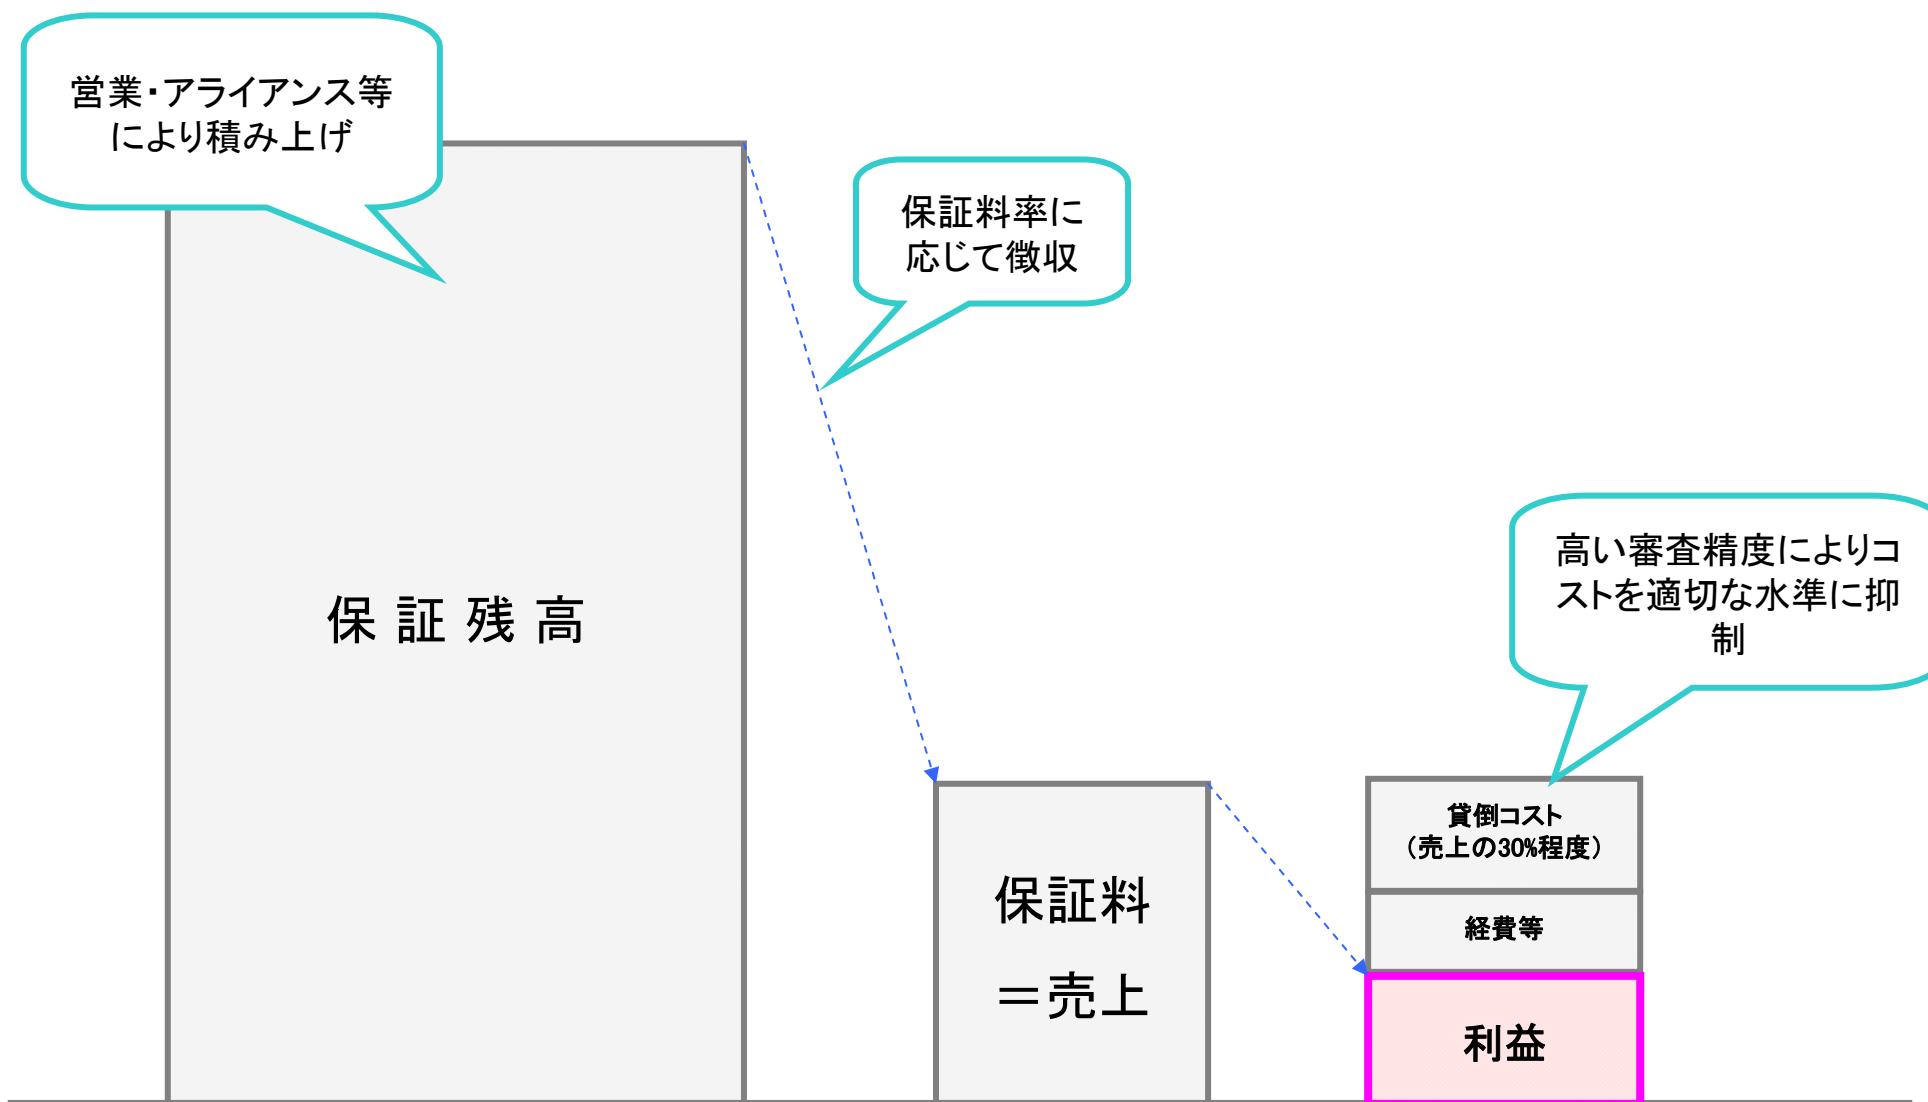 営業・アライアンス等
により積み上げ
保証料率に
応じて徴収
高い審査精度によりコ
ストを適切な水準に抑
制
保 証 残 高
保証料
＝売上
貸倒コスト
（売上の30%程度）
経費等
利益